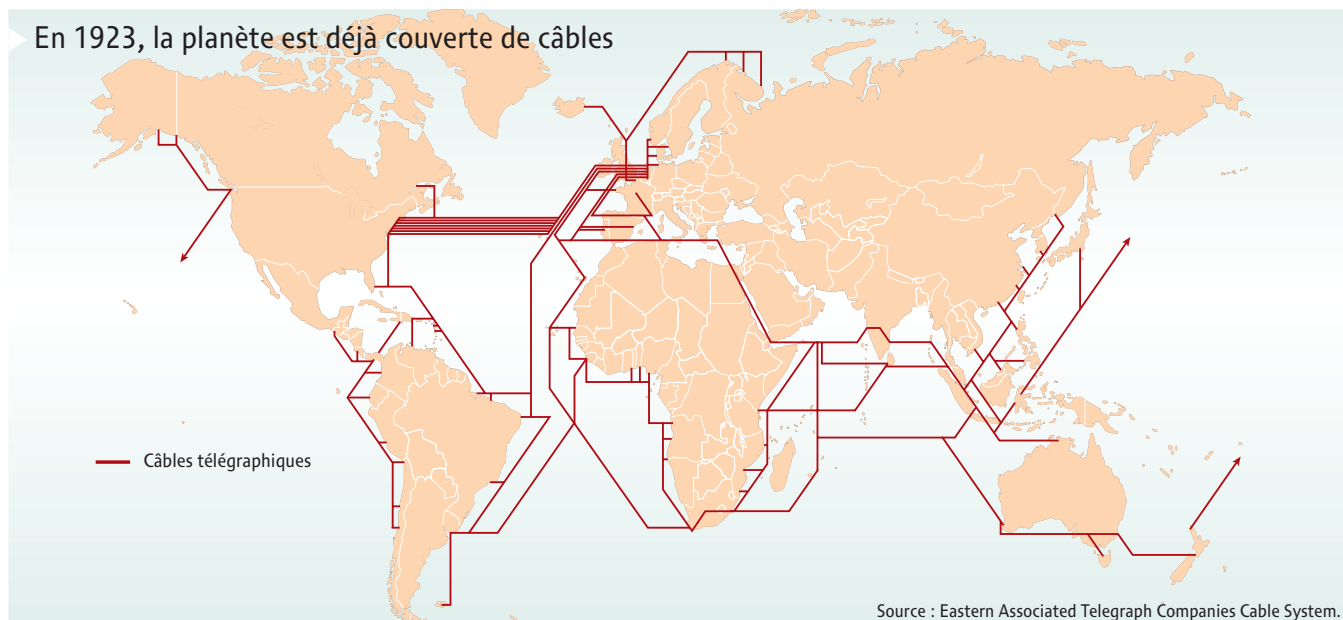 En 1923, la planète est déjà couverte de câbles
Câbles télégraphiques
Source : Eastern Associated Telegraph Companies Cable System.